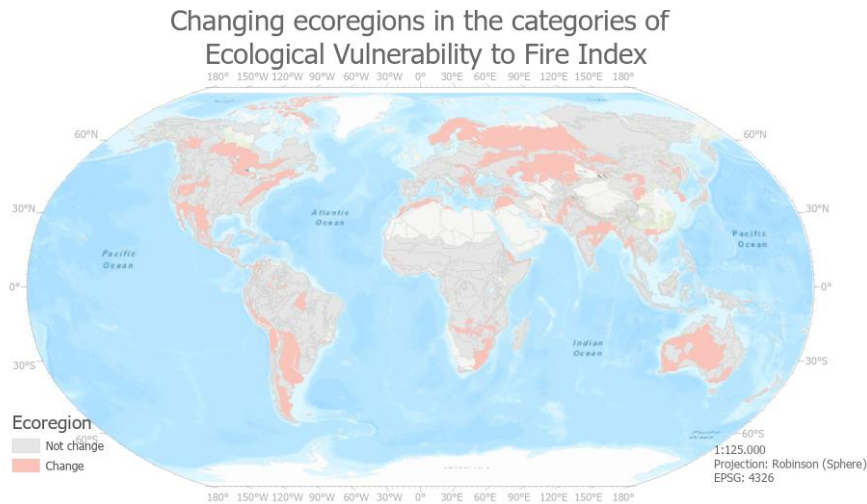 Changing ecoregions in the categories of
Ecological Vulnerability to Fire Index
180° 150°W 120°W 90°W 60°W 30°W 0° 30°E 60°E 90°E 120°E 150°E 180°
60°N 60°N
30°N 30°N
Atlantic
Ocean
Pacific
Ocean
Pacific
Ocean
0° 0°
Indian
Ocean
30°S 30°S
Ecoregion
Not change
Change
60°S 60°S
1:125.000
Projection: Robinson (Sphere)
EPSG: 4326
180° 150°W 120°W 90°W 60°W 30°W 0° 30°E 60°E 90°E 120°E 150°E 180°